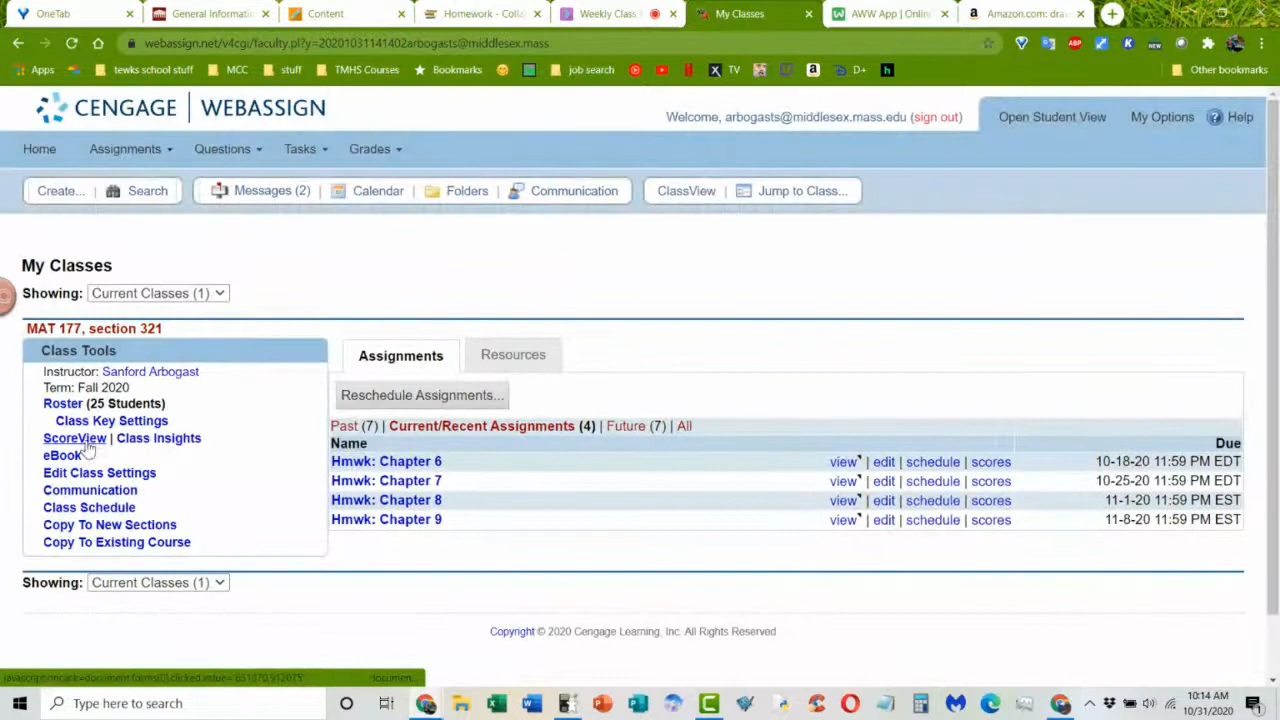 OneTab
General Informati
Content
Homework - Colla
Weekly Class
My Classes
AWW App | Onlin
Amazon.com: dra
webassign.net/v4cgi/faculty.pl?y=20201031141402arbogasts@middlesex.mass
Apps
tewks school stuff
MCC
stuff
TMHS Courses
Bookmarks
job search
TV
D+
Other bookmarks
CENGAGE | WEBASSIGN
Welcome, arbogasts@middlesex.mass.edu (sign out)
Open Student View
My Options
Help
Home
Assignments
Questions
Tasks
Grades
Create... | Search
Messages (2) | Calendar | Folders | Communication
ClassView | Jump to Class...
My Classes
Showing: Current Classes (1)
MAT 177, section 321
Class Tools
Instructor: Sanford Arbogast
Term: Fall 2020
Roster (25 Students)
Class Key Settings
ScoreView | Class Insights
eBook
Edit Class Settings
Communication
Class Schedule
Copy To New Sections
Copy To Existing Course
Assignments
Resources
Reschedule Assignments...
Past (7) | Current/Recent Assignments (4) | Future (7) | All
Name Due
Hmwk: Chapter 6 view | edit | schedule | scores 10-18-20 11:59 PM EDT
Hmwk: Chapter 7 view | edit | schedule | scores 10-25-20 11:59 PM EDT
Hmwk: Chapter 8 view | edit | schedule | scores 11-1-20 11:59 PM EST
Hmwk: Chapter 9 view | edit | schedule | scores 11-8-20 11:59 PM EST
Showing: Current Classes (1)
Copyright © 2020 Cengage Learning, Inc. All Rights Reserved
Type here to search
10:14 AM
10/31/2020